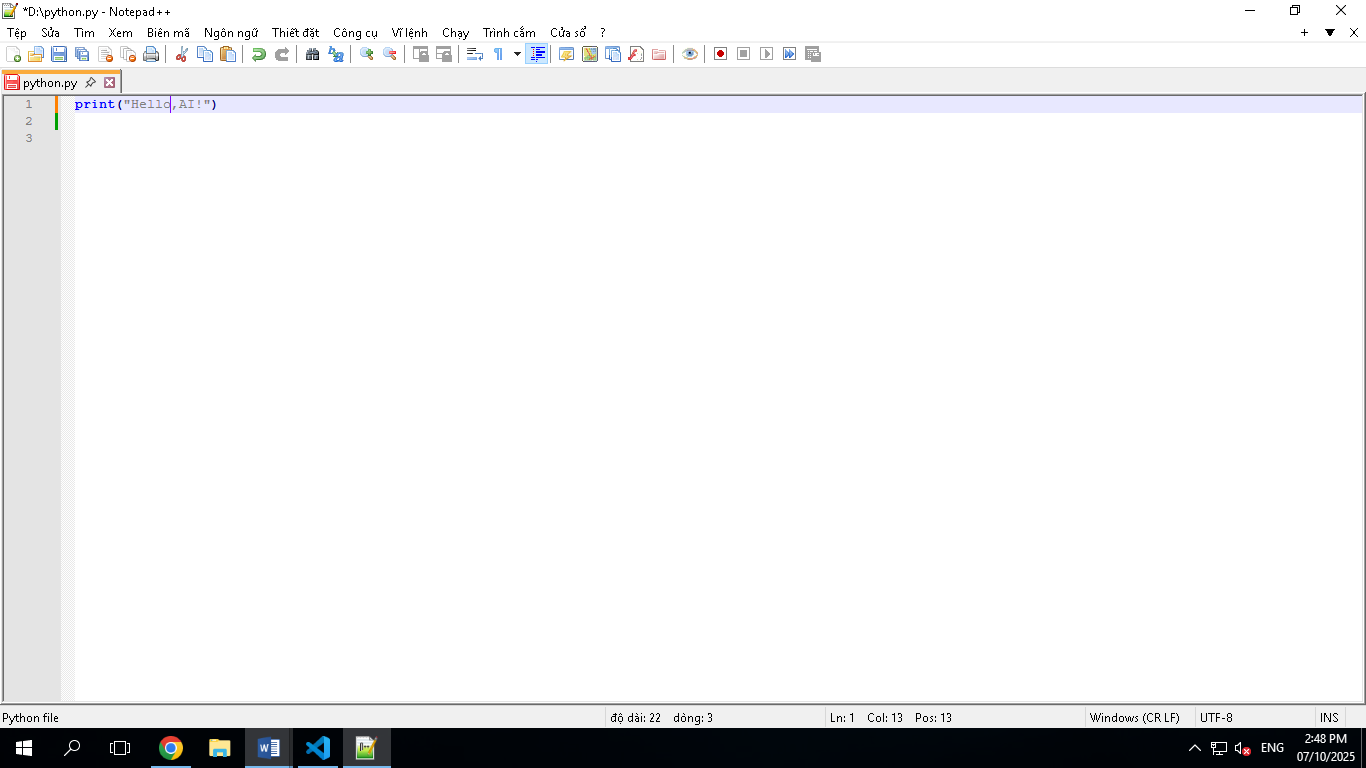 *D:\python.py - Notepad++
Tệp Sửa Tìm Xem Biên mã Ngôn ngữ Thiết đặt Công cụ Vĩ lệnh Chạy Trình cắm Cửa sổ ?
python.py
1 print("Hello,AI!")
2
3
Python file độ dài: 22 dòng: 3 Ln: 1 Col: 13 Pos: 13 Windows (CR LF) UTF-8 INS
ENG 2:48 PM
07/10/2025